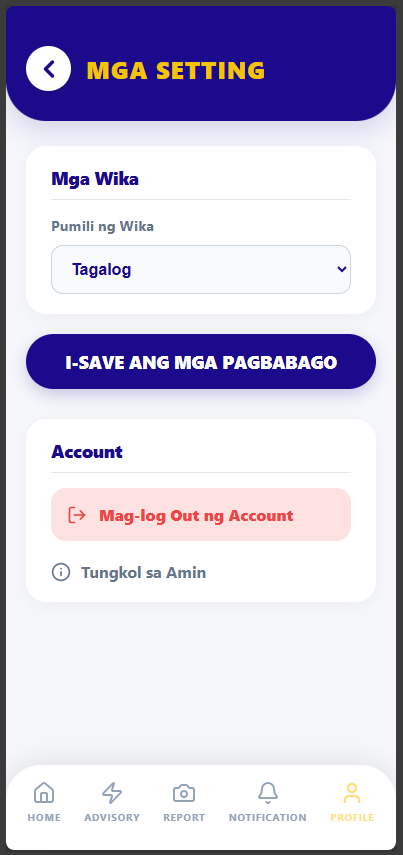 MGA SETTING
Mga Wika
Pumili ng Wika
Tagalog
I-SAVE ANG MGA PAGBABAGO
Account
Mag-log Out ng Account
Tungkol sa Amin
HOME ADVISORY REPORT NOTIFICATION PROFILE